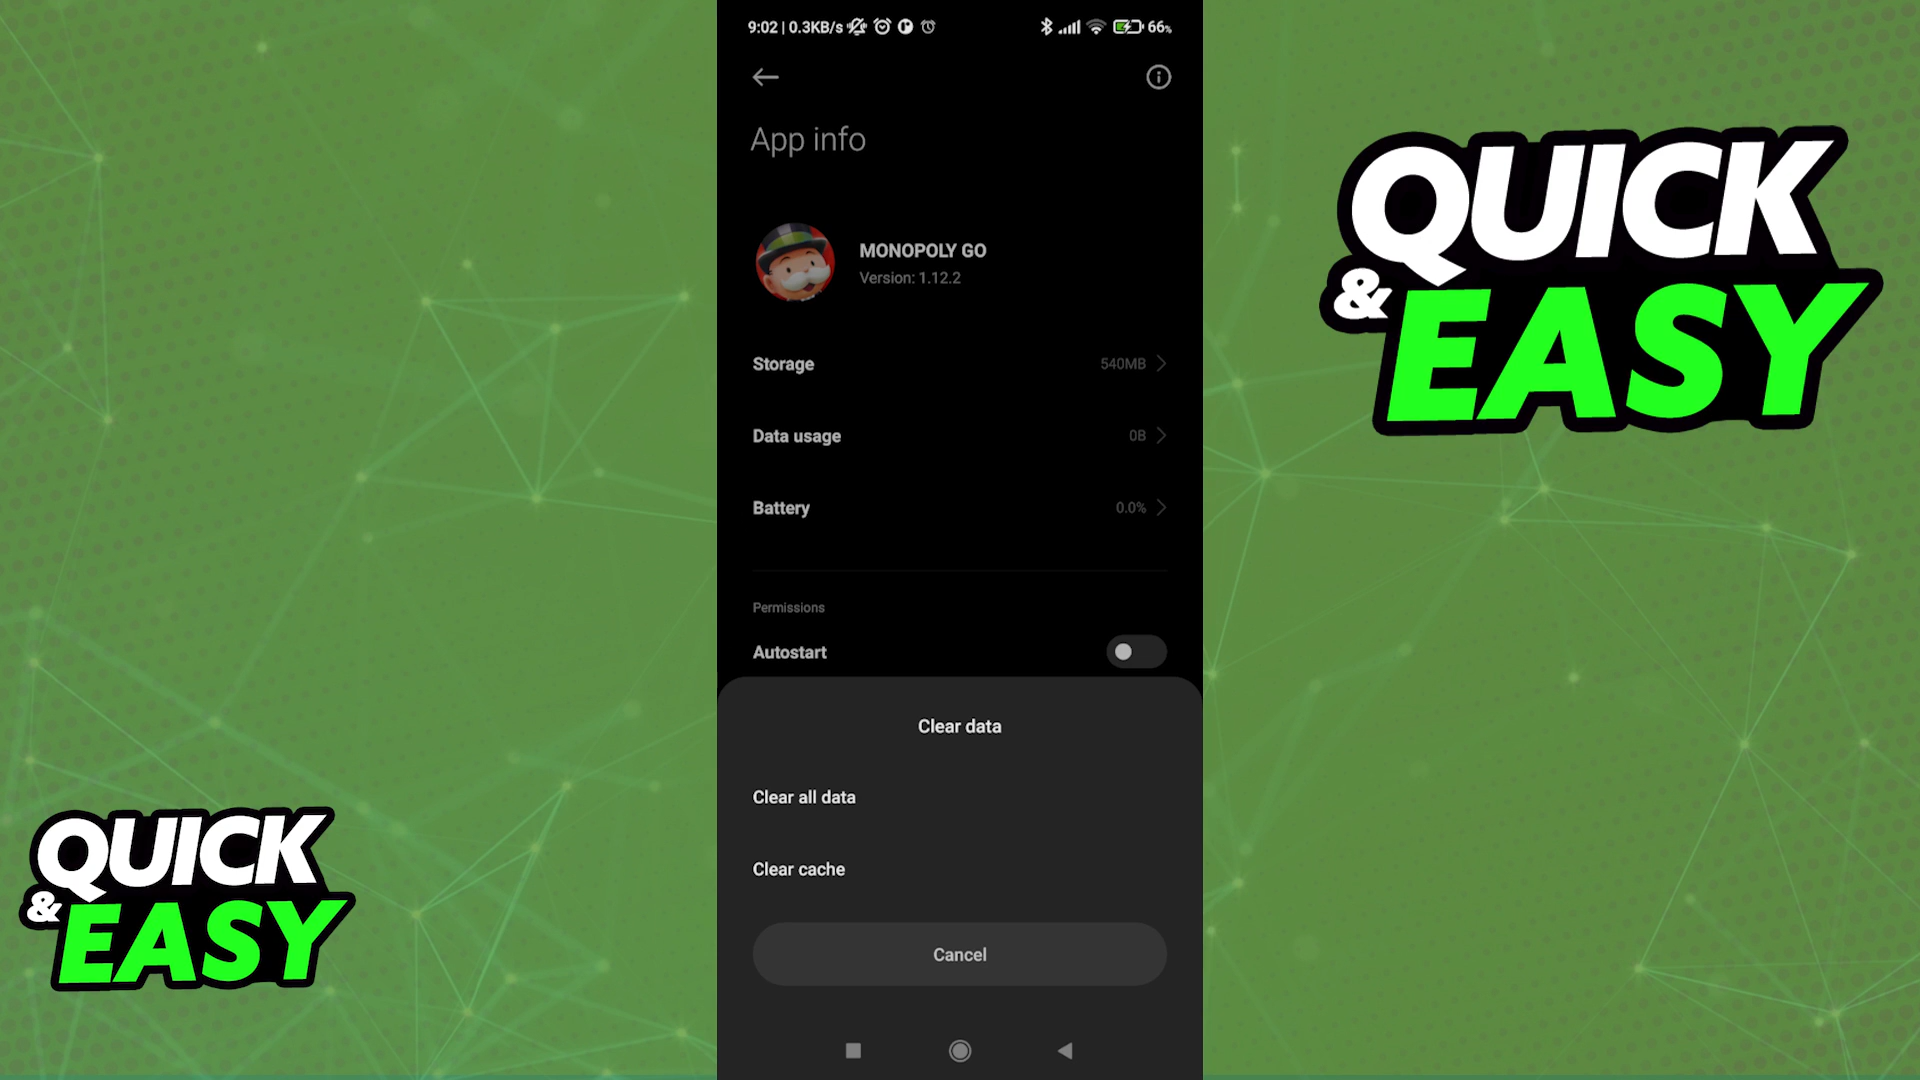 9:02 | 0.3KB/s
66%
App info
MONOPOLY GO
Version: 1.12.2
Storage
540MB
Data usage
0B
Battery
0.0%
Permissions
Autostart
Clear data
Clear all data
Clear cache
Cancel
QUICK
& EASY
QUICK
& EASY